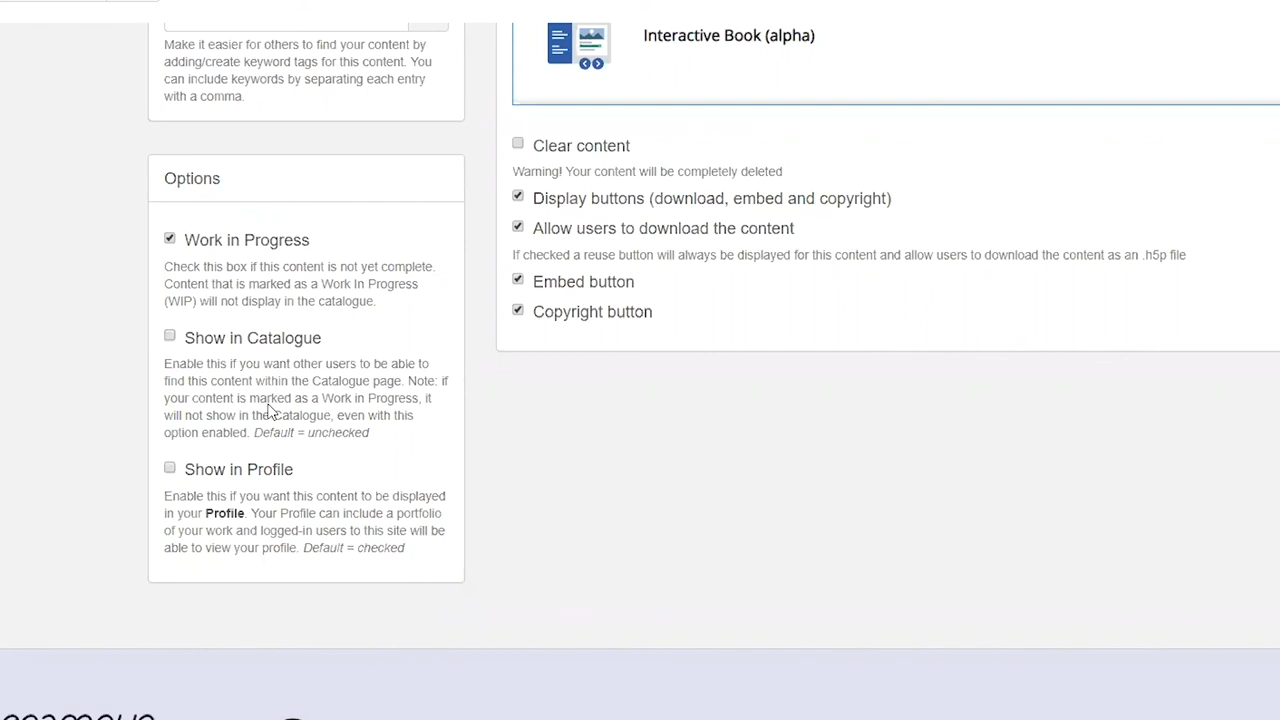 Make it easier for others to find your content by
adding/create keyword tags for this content. You
can include keywords by separating each entry
with a comma.
Options
Work in Progress
Check this box if this content is not yet complete.
Content that is marked as a Work In Progress
(WIP) will not display in the catalogue.
Show in Catalogue
Enable this if you want other users to be able to
find this content within the Catalogue page. Note: if
your content is marked as a Work in Progress, it
will not show in the Catalogue, even with this
option enabled. Default = unchecked
Show in Profile
Enable this if you want this content to be displayed
in your Profile. Your Profile can include a portfolio
of your work and logged-in users to this site will be
able to view your profile. Default = checked
Interactive Book (alpha)
Clear content
Warning! Your content will be completely deleted
Display buttons (download, embed and copyright)
Allow users to download the content
If checked a reuse button will always be displayed for this content and allow users to download the content as an .h5p file
Embed button
Copyright button